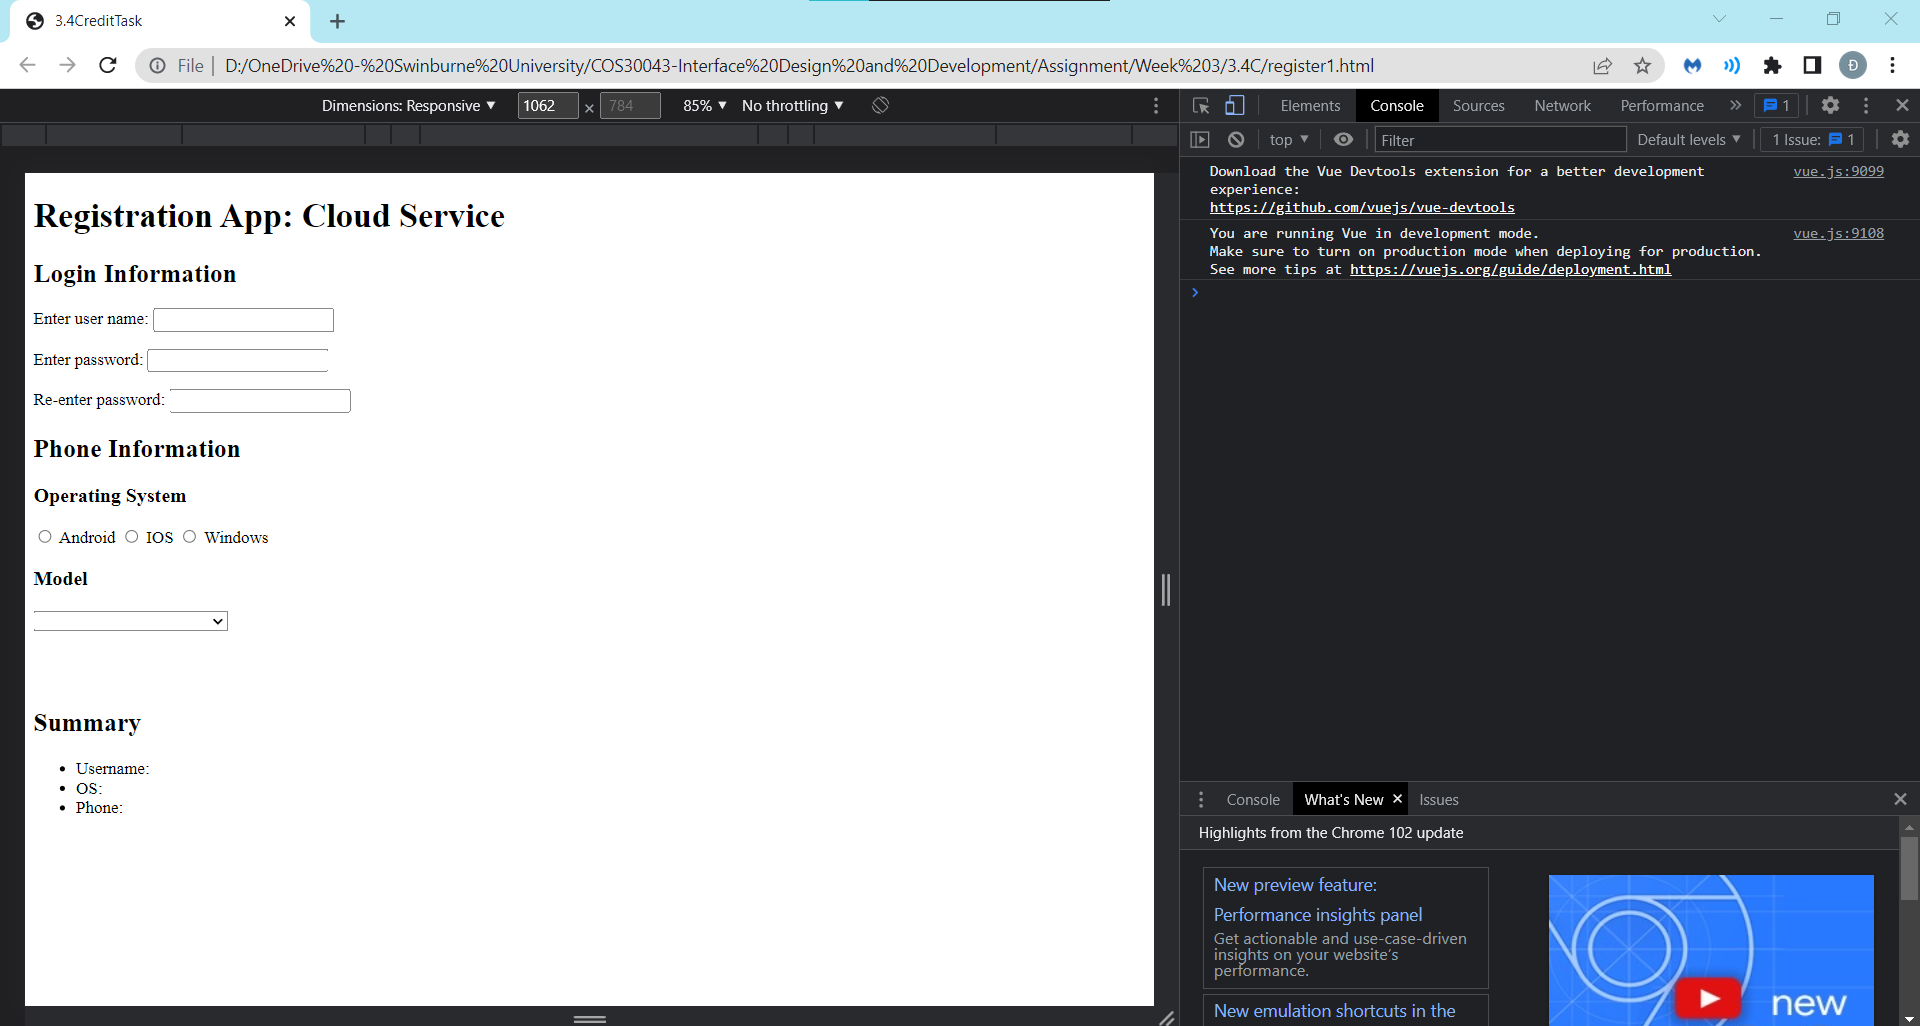 3.4CreditTask
File
D:/OneDrive%20-%20Swinburne%20University/COS30043-Interface%20Design%20and%20Development/Assignment/Week%203/3.4C/register1.html
Đ
Dimensions: Responsive ▼ 1062 × 784 85% ▼ No throttling ▼
Elements Console Sources Network Performance » 1
top ▼ Filter Default levels ▼ 1 Issue: 1
Registration App: Cloud Service
Login Information
Enter user name:
Enter password:
Re-enter password:
Phone Information
Operating System
Android IOS Windows
Model
Summary
• Username:
• OS:
• Phone:
Download the Vue Devtools extension for a better development vue.js:9099
experience:
https://github.com/vuejs/vue-devtools
You are running Vue in development mode. vue.js:9108
Make sure to turn on production mode when deploying for production.
See more tips at https://vuejs.org/guide/deployment.html
Console What's New Issues
Highlights from the Chrome 102 update
New preview feature:
Performance insights panel
Get actionable and use-case-driven
insights on your website's
performance.
New emulation shortcuts in the
new